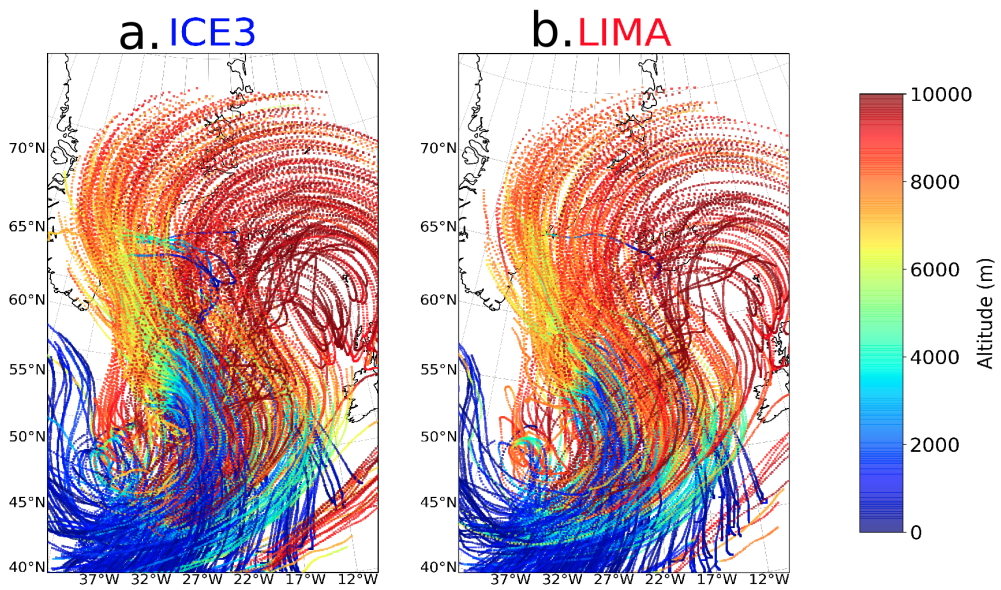 a. ICE3
b. LIMA
70°N
65°N
60°N
55°N
50°N
45°N
40°N
37°W 32°W 27°W 22°W 17°W 12°W
70°N
65°N
60°N
55°N
50°N
45°N
40°N
37°W 32°W 27°W 22°W 17°W 12°W
10000
8000
6000
4000
2000
0
Altitude (m)